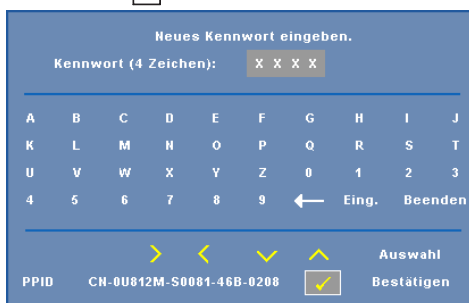 Neues Kennwort eingeben.
Kennwort (4 Zeichen): X X X X
A B C D E F G H I J
K L M N O P Q R S T
U V W X Y Z 0 1 2 3
4 5 6 7 8 9 ← Eing. Beenden
Auswahl
PPID CN-0U812M-S0081-46B-0208 ✓ Bestätigen